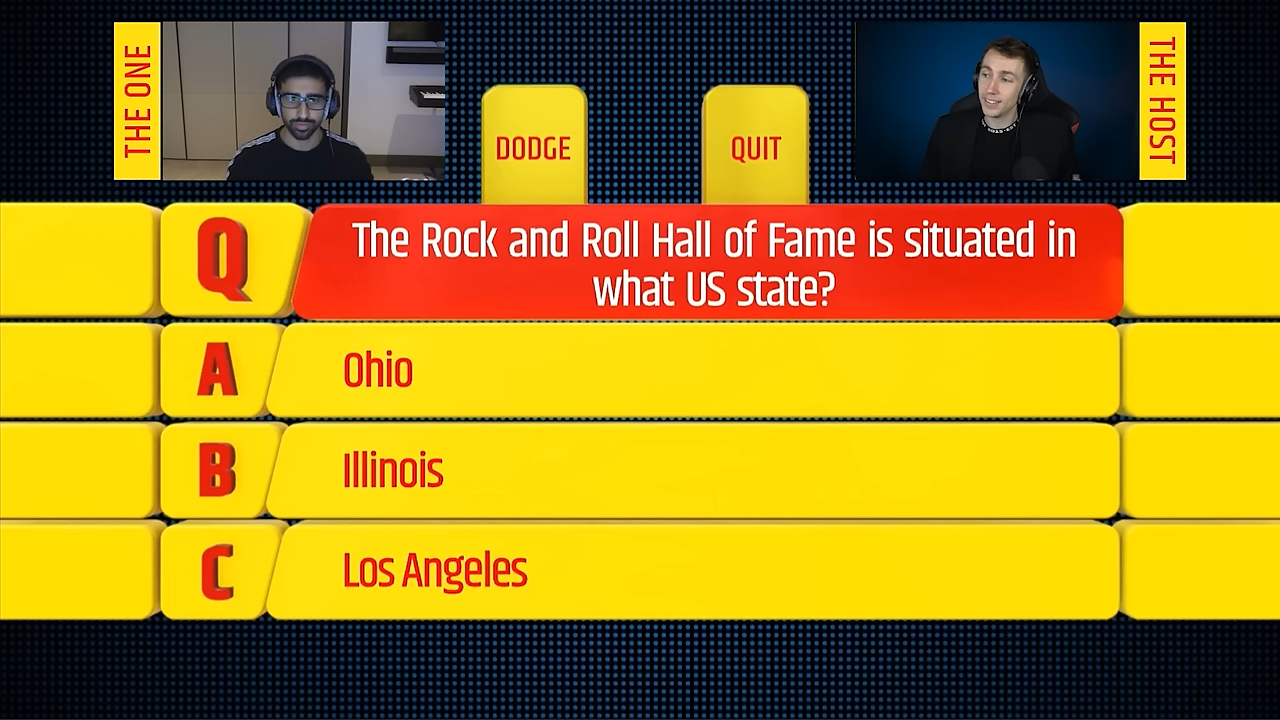 THE ONE
DODGE
QUIT
THE HOST
Q
The Rock and Roll Hall of Fame is situated in
what US state?
A
Ohio
B
Illinois
C
Los Angeles